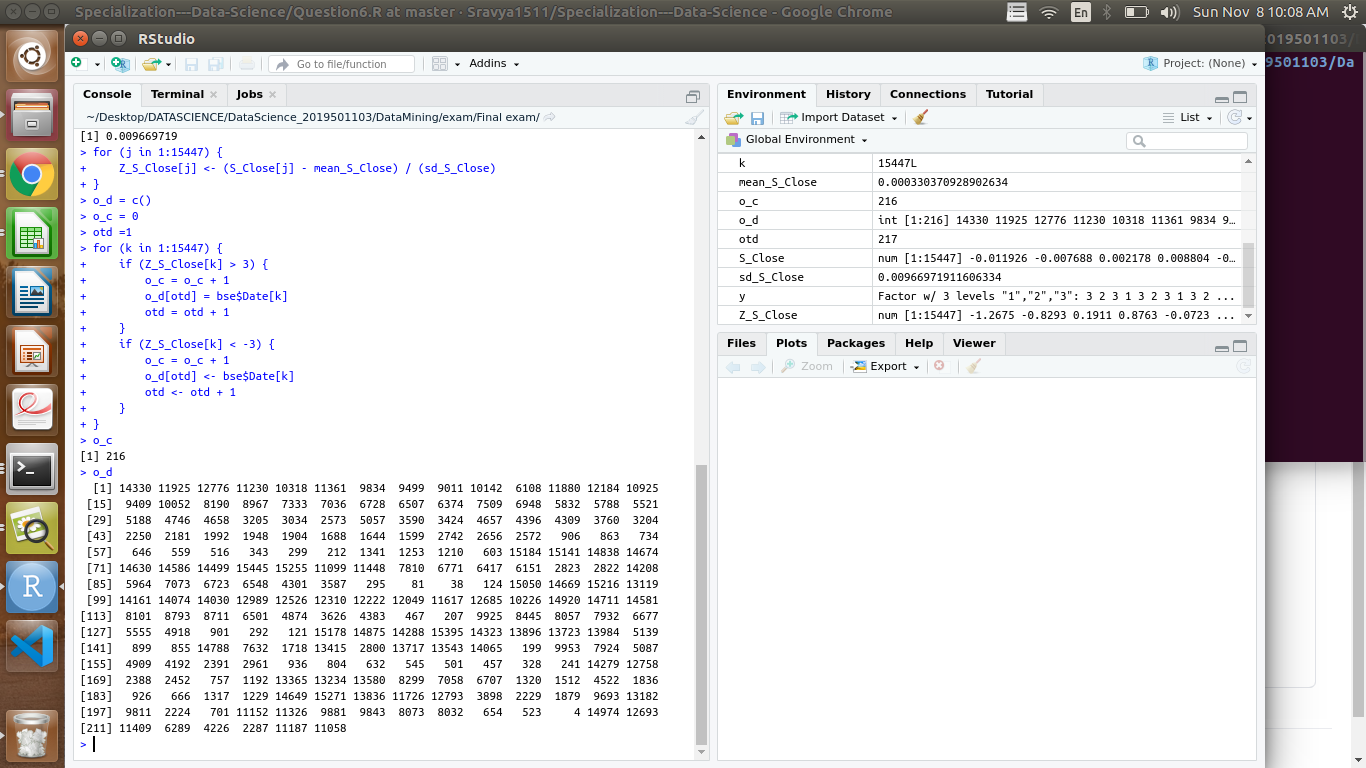 Specialization---Data-Science/Question6.R at master · Sravya1511/Specialization---Data-Science - Google Chrome
En
Sun Nov 8 10:08 AM
RStudio
2019501103/
9501103/Da
Go to file/function
Addins
Project: (None)
Console
Terminal
Jobs
~/Desktop/DATASCIENCE/DataScience_2019501103/DataMining/exam/Final exam/
[1] 0.009669719
> for (j in 1:15447) {
+     Z_S_Close[j] <- (S_Close[j] - mean_S_Close) / (sd_S_Close)
+ }
> o_d = c()
> o_c = 0
> otd =1
> for (k in 1:15447) {
+     if (Z_S_Close[k] > 3) {
+         o_c = o_c + 1
+         o_d[otd] = bse$Date[k]
+         otd = otd + 1
+     }
+     if (Z_S_Close[k] < -3) {
+         o_c = o_c + 1
+         o_d[otd] <- bse$Date[k]
+         otd <- otd + 1
+     }
+ }
> o_c
[1] 216
> o_d
[1] 14330 11925 12776 11230 10318 11361  9834  9499  9011 10142  6108 11880 12184 10925
[15]  9409 10052  8190  8967  7333  7036  6728  6507  6374  7509  6948  5832  5788  5521
[29]  5188  4746  4658  3205  3034  2573  5057  3590  3424  4657  4396  4309  3760  3204
[43]  2250  2181  1992  1948  1904  1688  1644  1599  2742  2656  2572   906   863   734
[57]   646   559   516   343   299   212  1341  1253  1210   603 15184 15141 14838 14674
[71] 14630 14586 14499 15445 15255 11099 11448  7810  6771  6417  6151  2823  2822 14208
[85]  5964  7073  6723  6548  4301  3587   295    81    38   124 15050 14669 15216 13119
[99] 14161 14074 14030 12989 12526 12310 12222 12049 11617 12685 10226 14920 14711 14581
[113]  8101  8793  8711  6501  4874  3626  4383   467   207  9925  8445  8057  7932  6677
[127]  5555  4918   901   292   121 15178 14875 14288 15395 14323 13896 13723 13984  5139
[141]   899   855 14788  7632  1718 13415  2800 13717 13543 14065   199  9953  7924  5087
[155]  4909  4192  2391  2961   936   804   632   545   501   457   328   241 14279 12758
[169]  2388  2452   757  1192 13365 13234 13580  8299  7058  6707  1320  1512  4522  1836
[183]   926   666  1317  1229 14649 15271 13836 11726 12793  3898  2229  1879  9693 13182
[197]  9811  2224   701 11152 11326  9881  9843  8073  8032   654   523     4 14974 12693
[211] 11409  6289  4226  2287 11187 11058
>
Environment
History
Connections
Tutorial
Import Dataset
List
Global Environment
k 15447L
mean_S_Close 0.000330370928902634
o_c 216
o_d int [1:216] 14330 11925 12776 11230 10318 11361 9834 9…
otd 217
S_Close num [1:15447] -0.011926 -0.007688 0.002178 0.008804 -0…
sd_S_Close 0.00966971911606334
y Factor w/ 3 levels "1","2","3": 3 2 3 1 3 2 3 1 3 2 ...
Z_S_Close num [1:15447] -1.2675 -0.8293 0.1911 0.8763 -0.0723 ...
Files
Plots
Packages
Help
Viewer
Zoom
Export